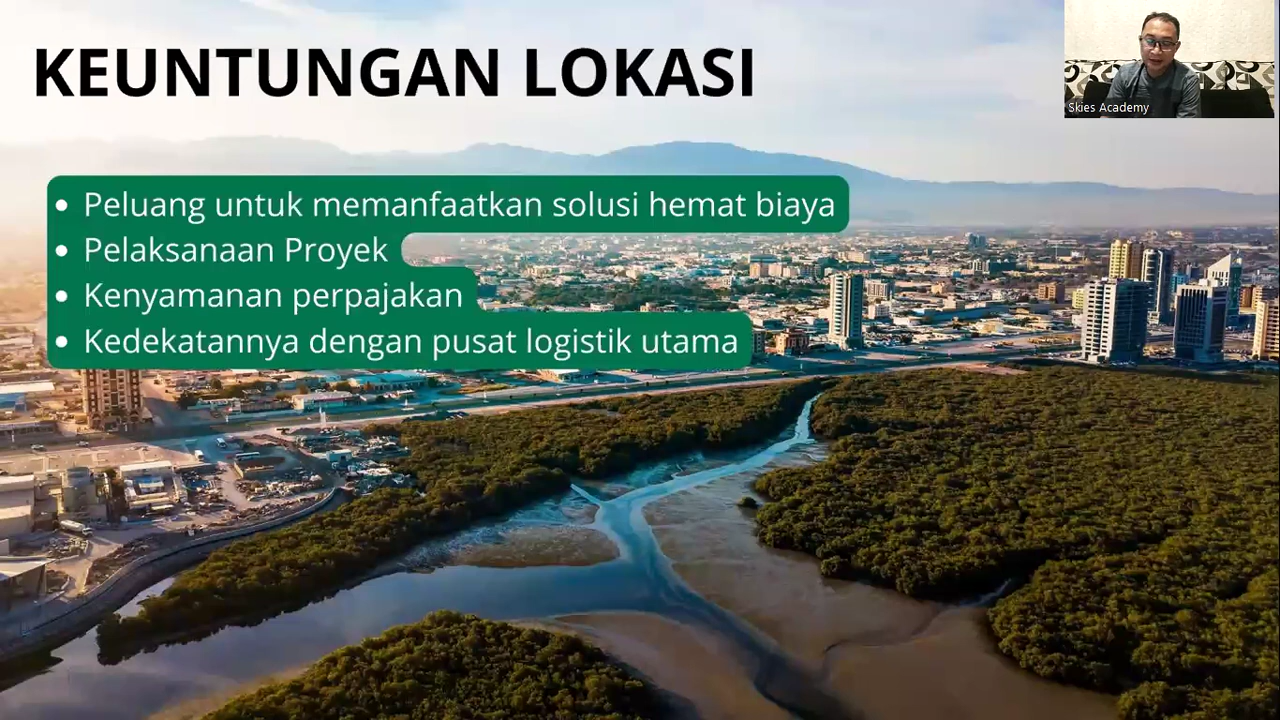 KEUNTUNGAN LOKASI
Skies Academy
• Peluang untuk memanfaatkan solusi hemat biaya
• Pelaksanaan Proyek
• Kenyamanan perpajakan
• Kedekatannya dengan pusat logistik utama